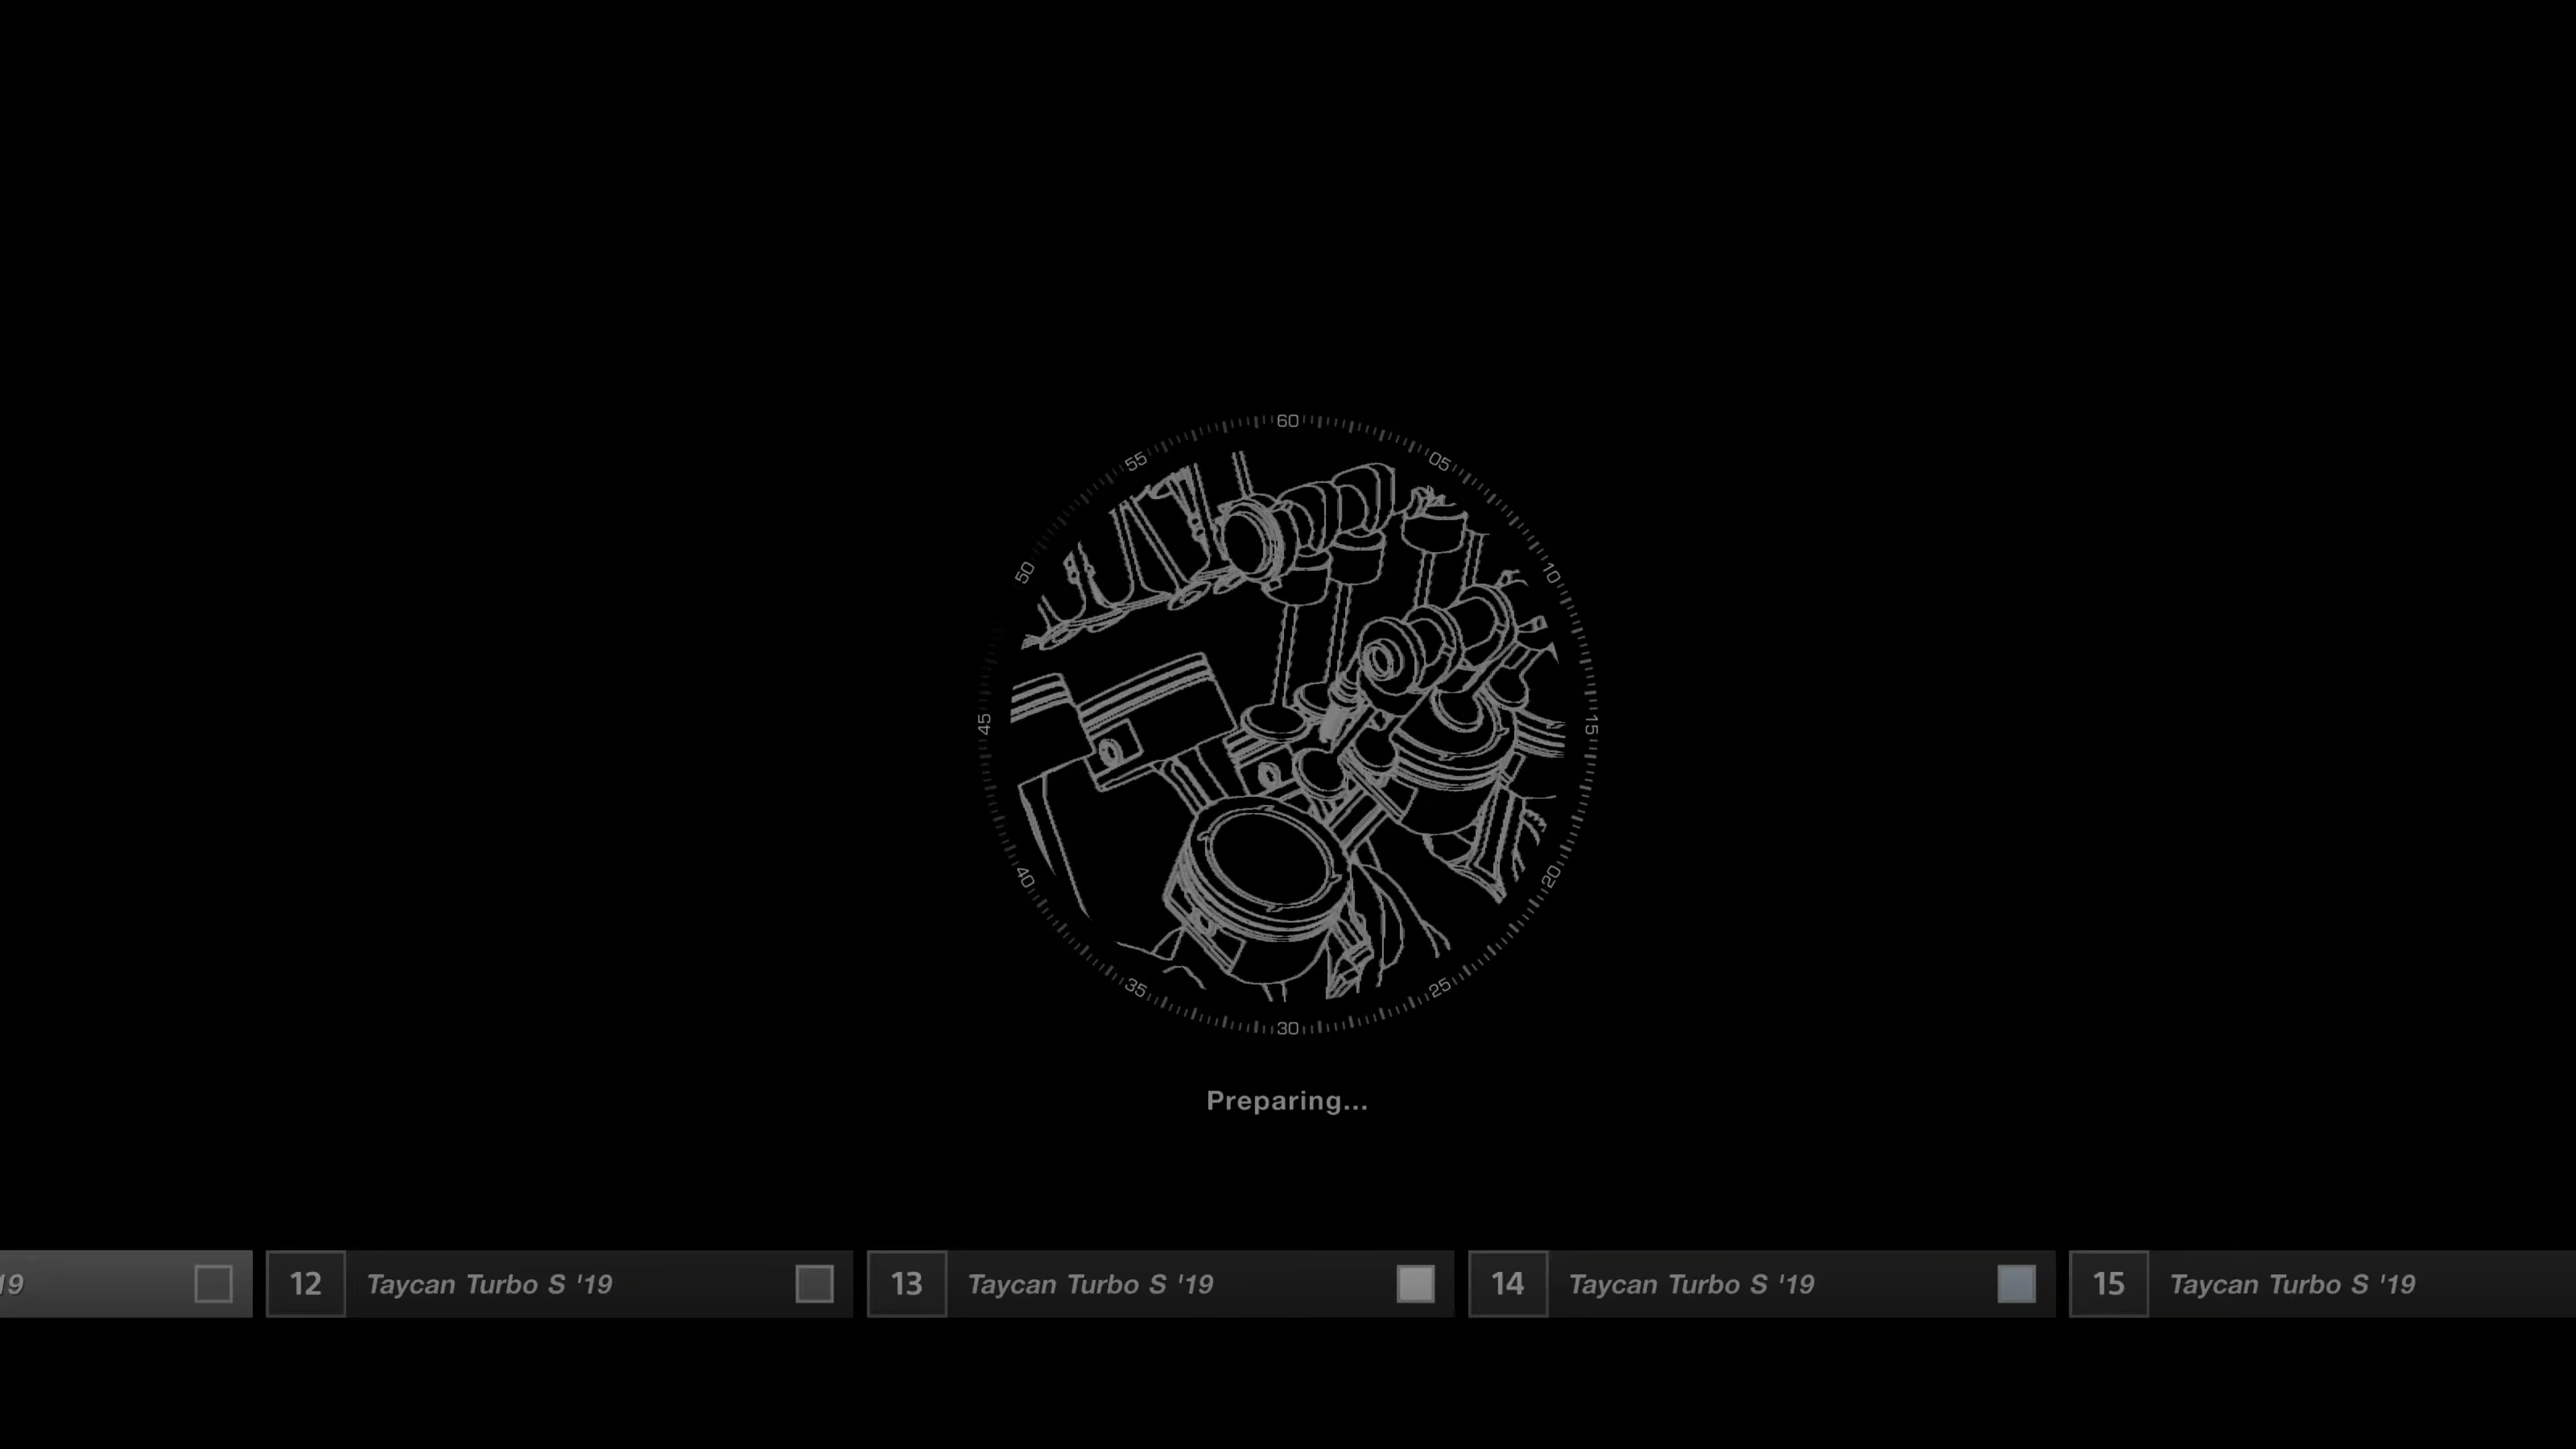 60
05
10
15
20
25
30
35
40
45
50
55
Preparing...
19
12 Taycan Turbo S '19
13 Taycan Turbo S '19
14 Taycan Turbo S '19
15 Taycan Turbo S '19